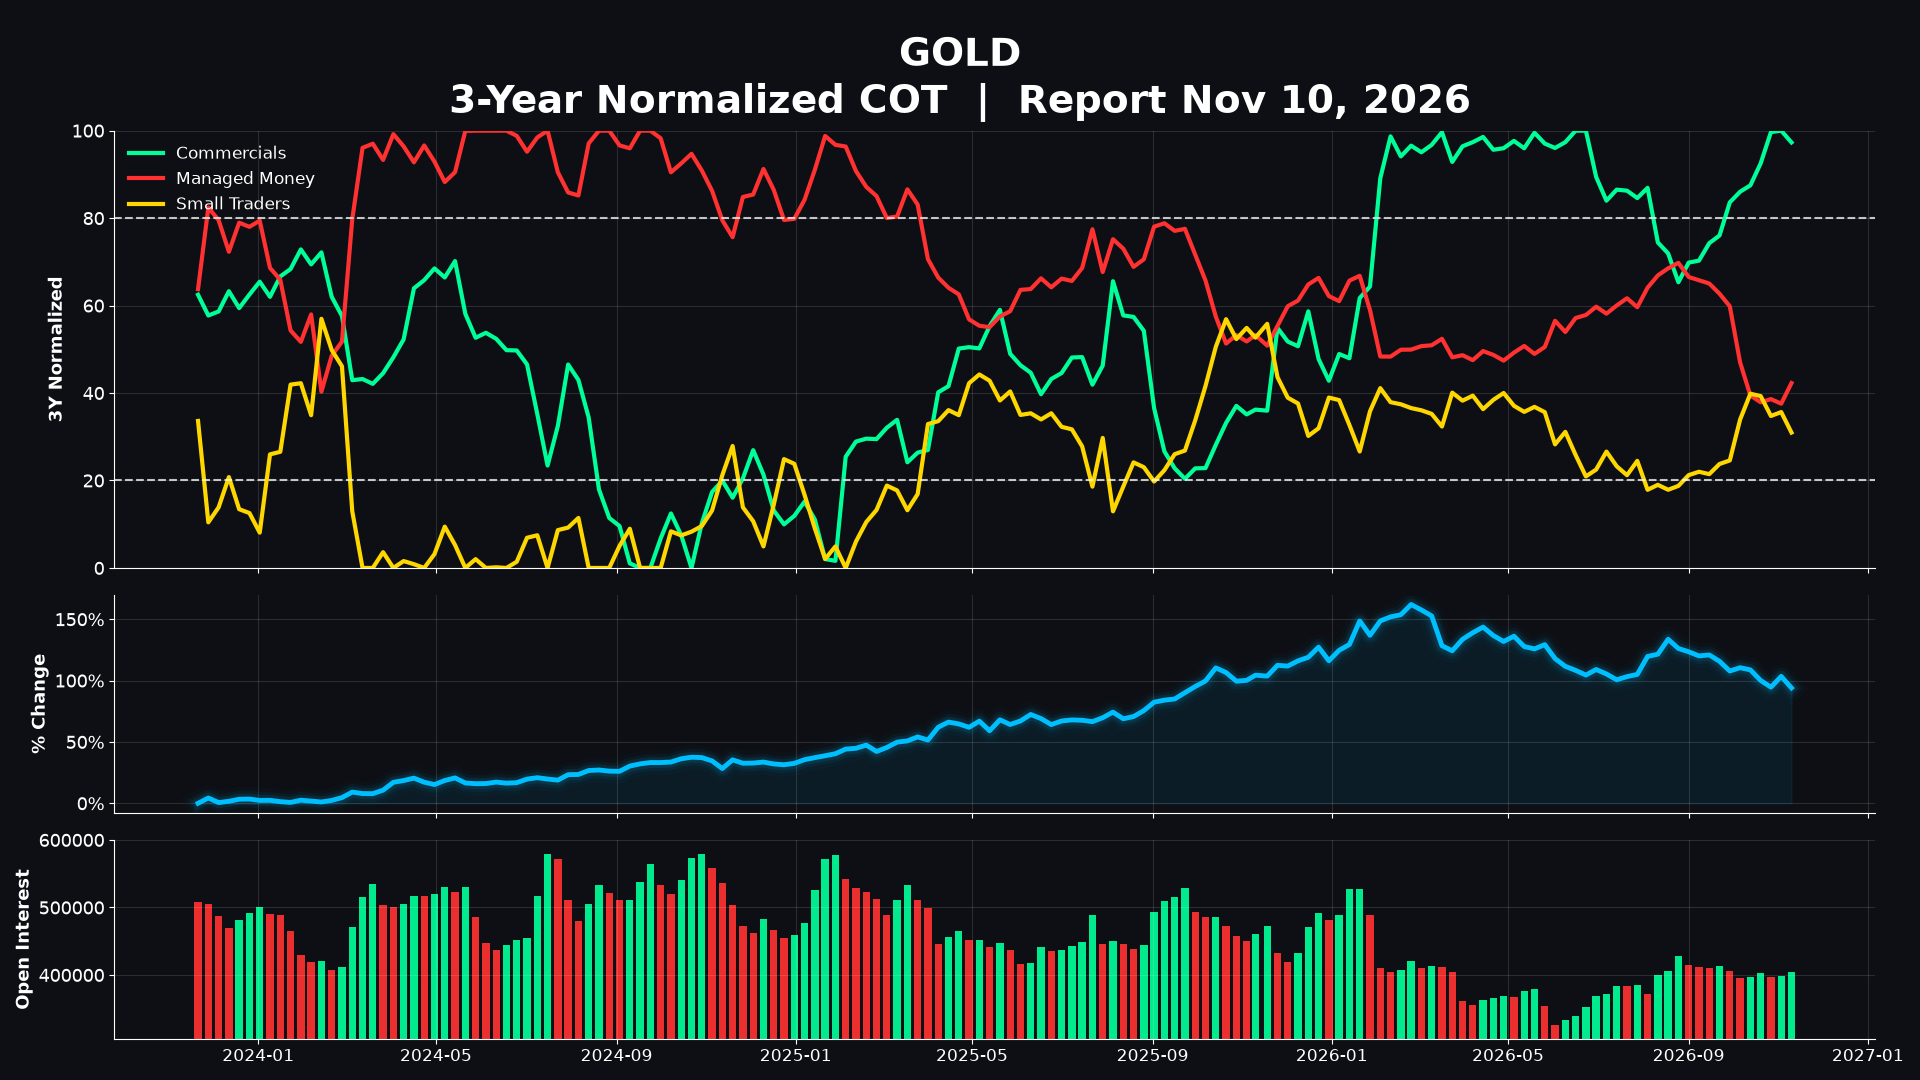 GOLD
3-Year Normalized COT | Report Nov 10, 2026
100
80
60
40
20
0
3Y Normalized
Commercials
Managed Money
Small Traders
150%
100%
50%
0%
% Change
600000
500000
400000
Open Interest
2024-01
2024-05
2024-09
2025-01
2025-05
2025-09
2026-01
2026-05
2026-09
2027-01